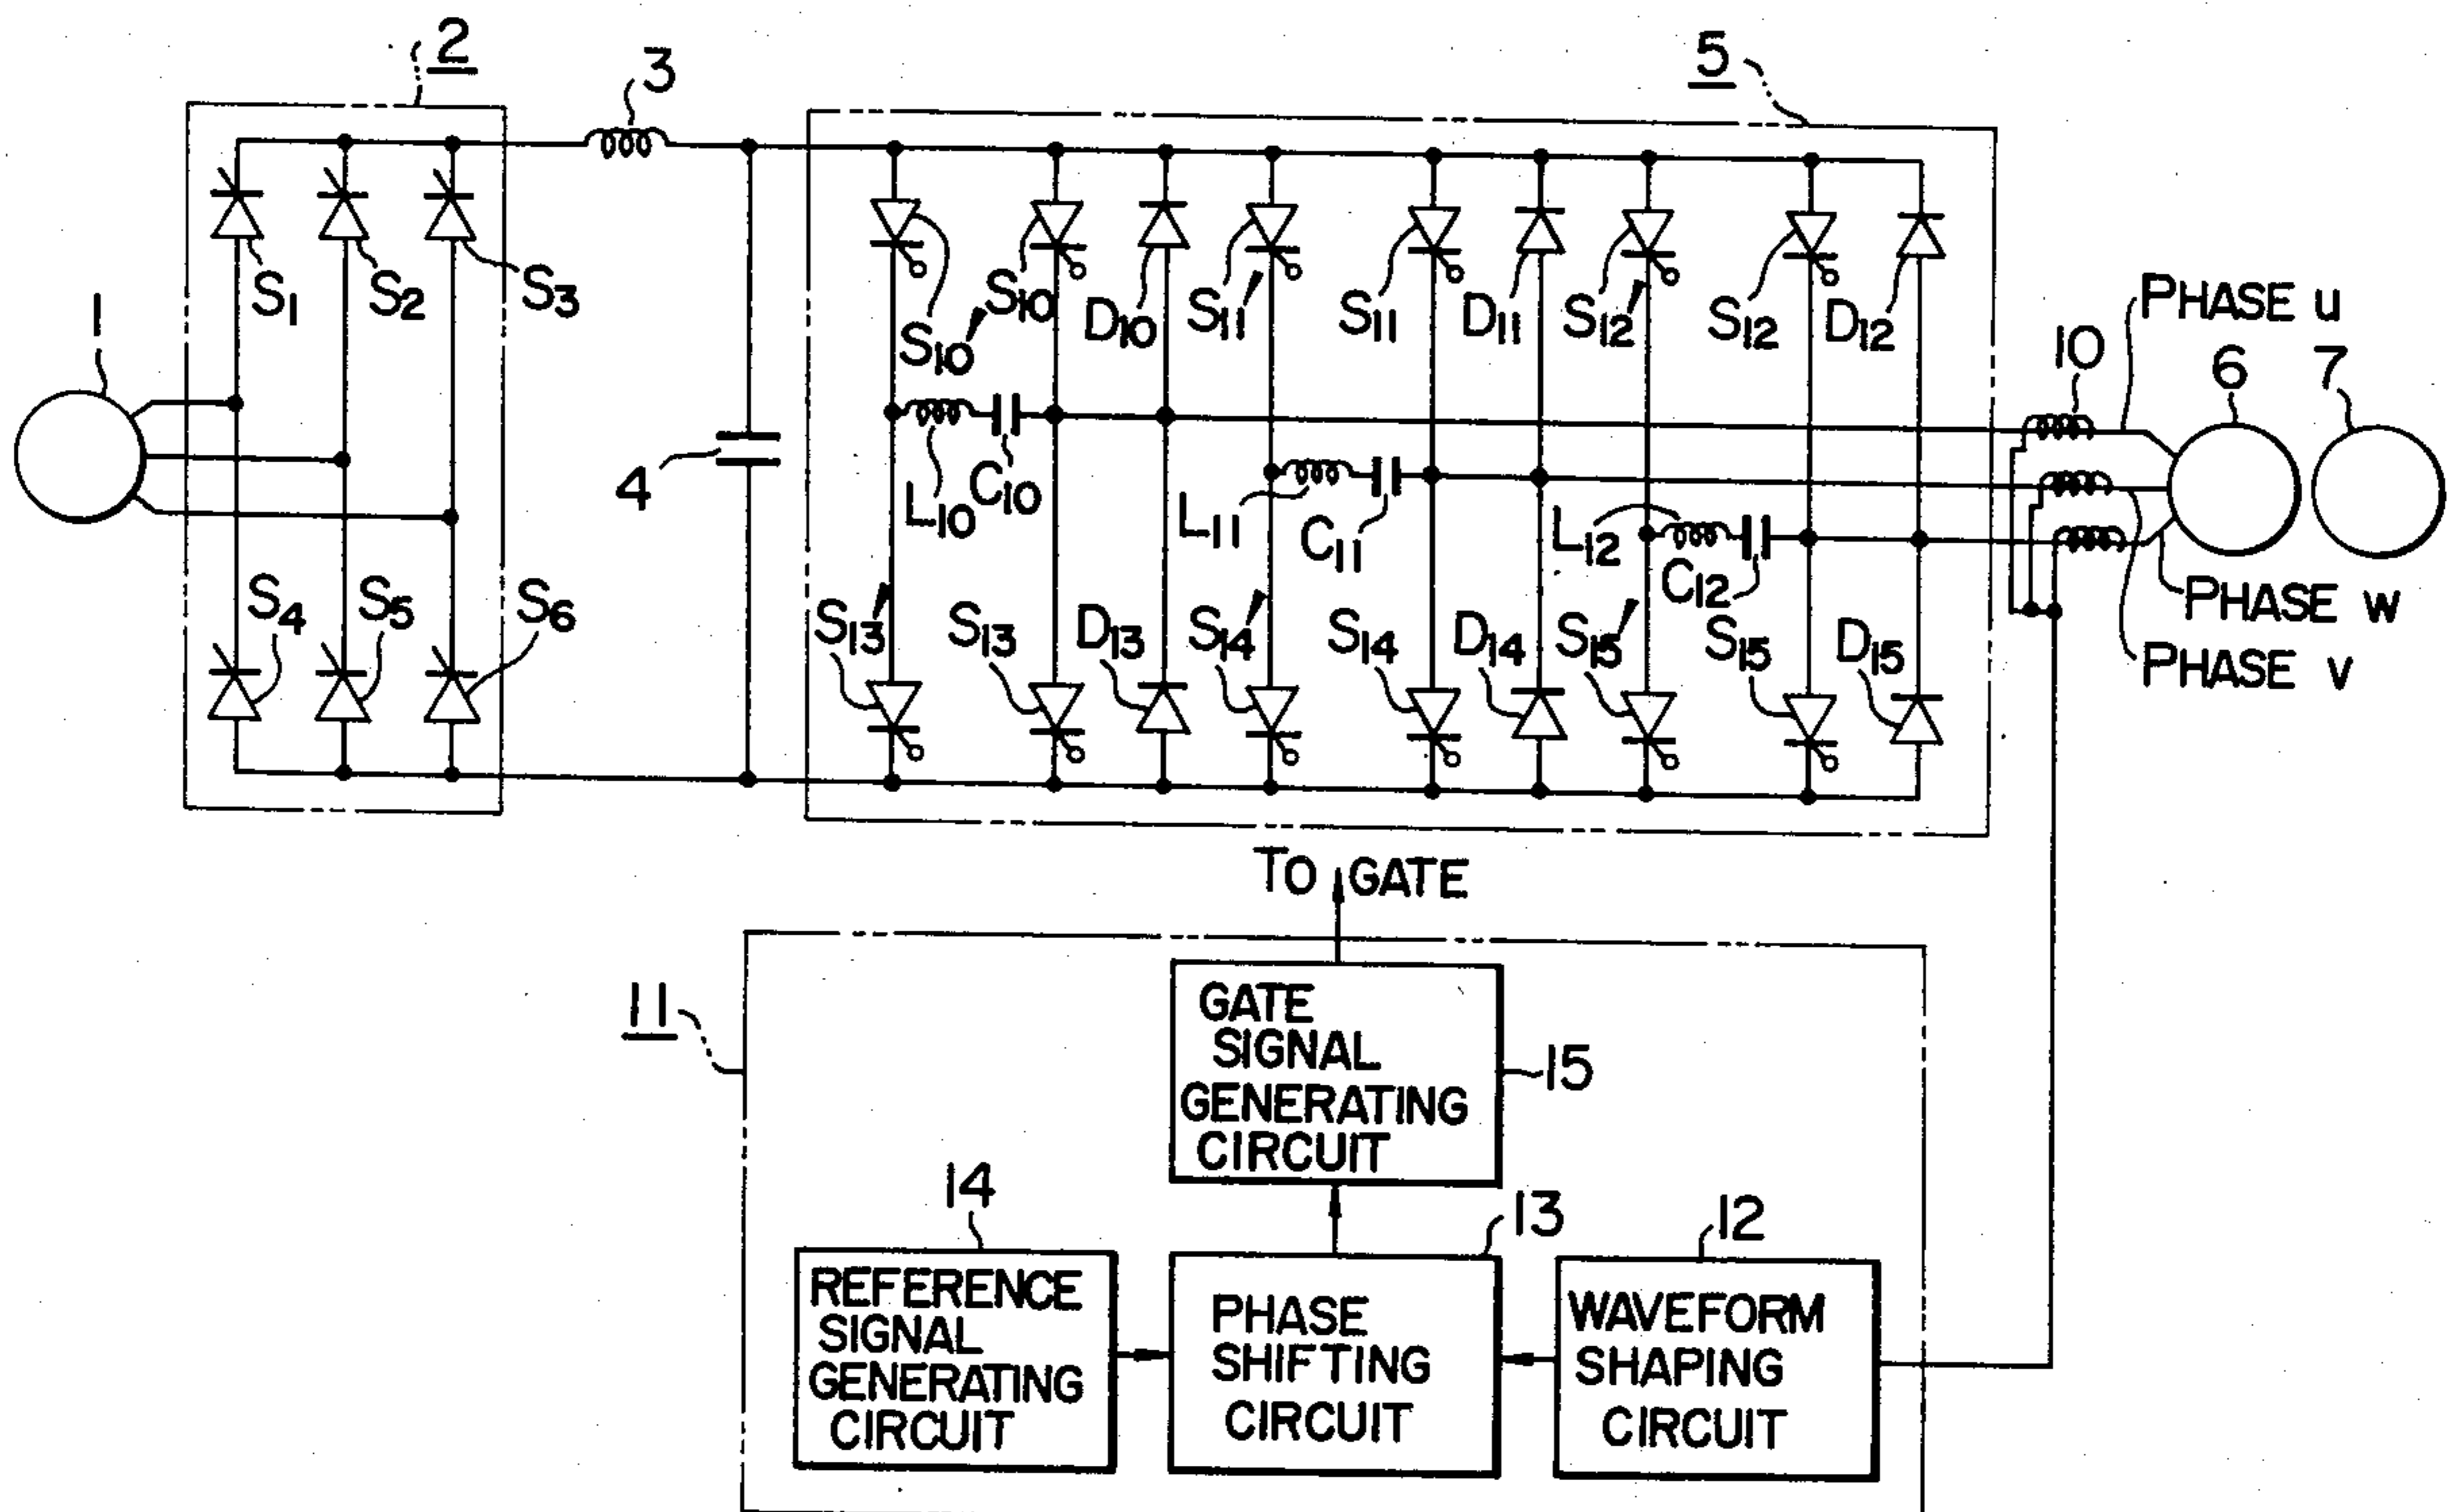 2
3
5
S1
S2
S3
1
S10'
S10
D10
S11'
S11
D11
S12'
S12
D12
PHASE u
10
6
7
4
L10
C10
L11
C11
L12
C12
S4
S5
S6
S13'
S13
D13
S14'
S14
D14
S15'
S15
D15
PHASE w
PHASE v
TO GATE
11
GATE
SIGNAL
GENERATING
CIRCUIT
15
14
13
12
REFERENCE
SIGNAL
GENERATING
CIRCUIT
PHASE
SHIFTING
CIRCUIT
WAVEFORM
SHAPING
CIRCUIT